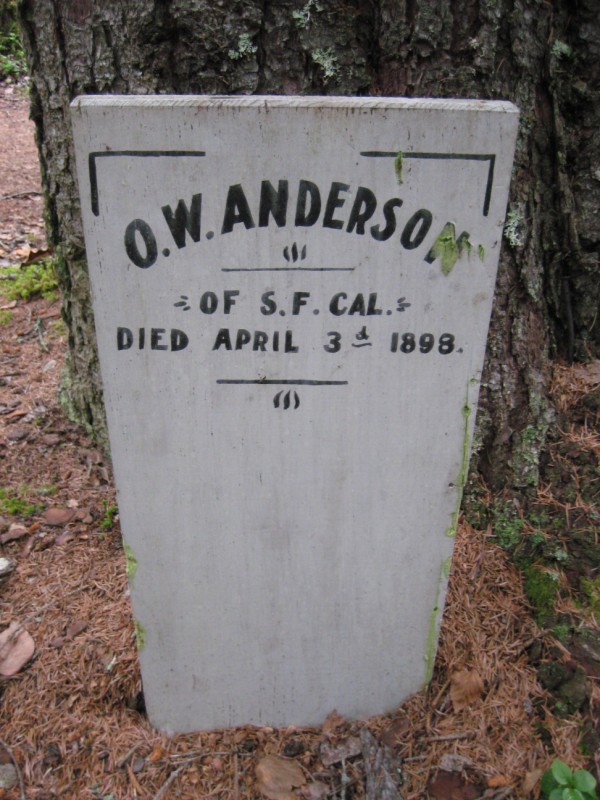 O. W. ANDERSON
OF S. F. CAL.
DIED APRIL 3d 1898.